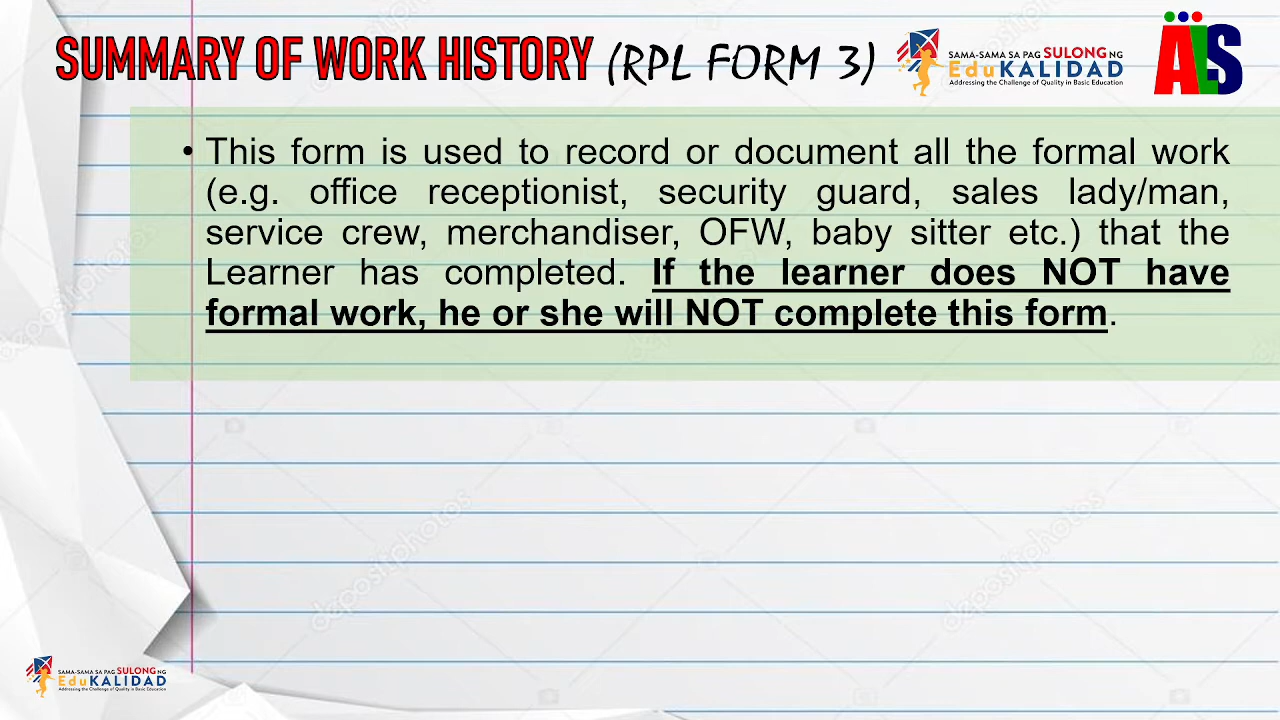 SUMMARY OF WORK HISTORY (RPL FORM 3)
SAMA-SAMA SA PAG SULONG NG
EduKALIDAD
Addressing the Challenge of Quality in Basic Education
ALS
• This form is used to record or document all the formal work
(e.g. office receptionist, security guard, sales lady/man,
service crew, merchandiser, OFW, baby sitter etc.) that the
Learner has completed. If the learner does NOT have
formal work, he or she will NOT complete this form.
depositphotos
depositphotos
SAMA-SAMA SA PAG SULONG NG
EduKALIDAD
Addressing the Challenge of Quality in Basic Education